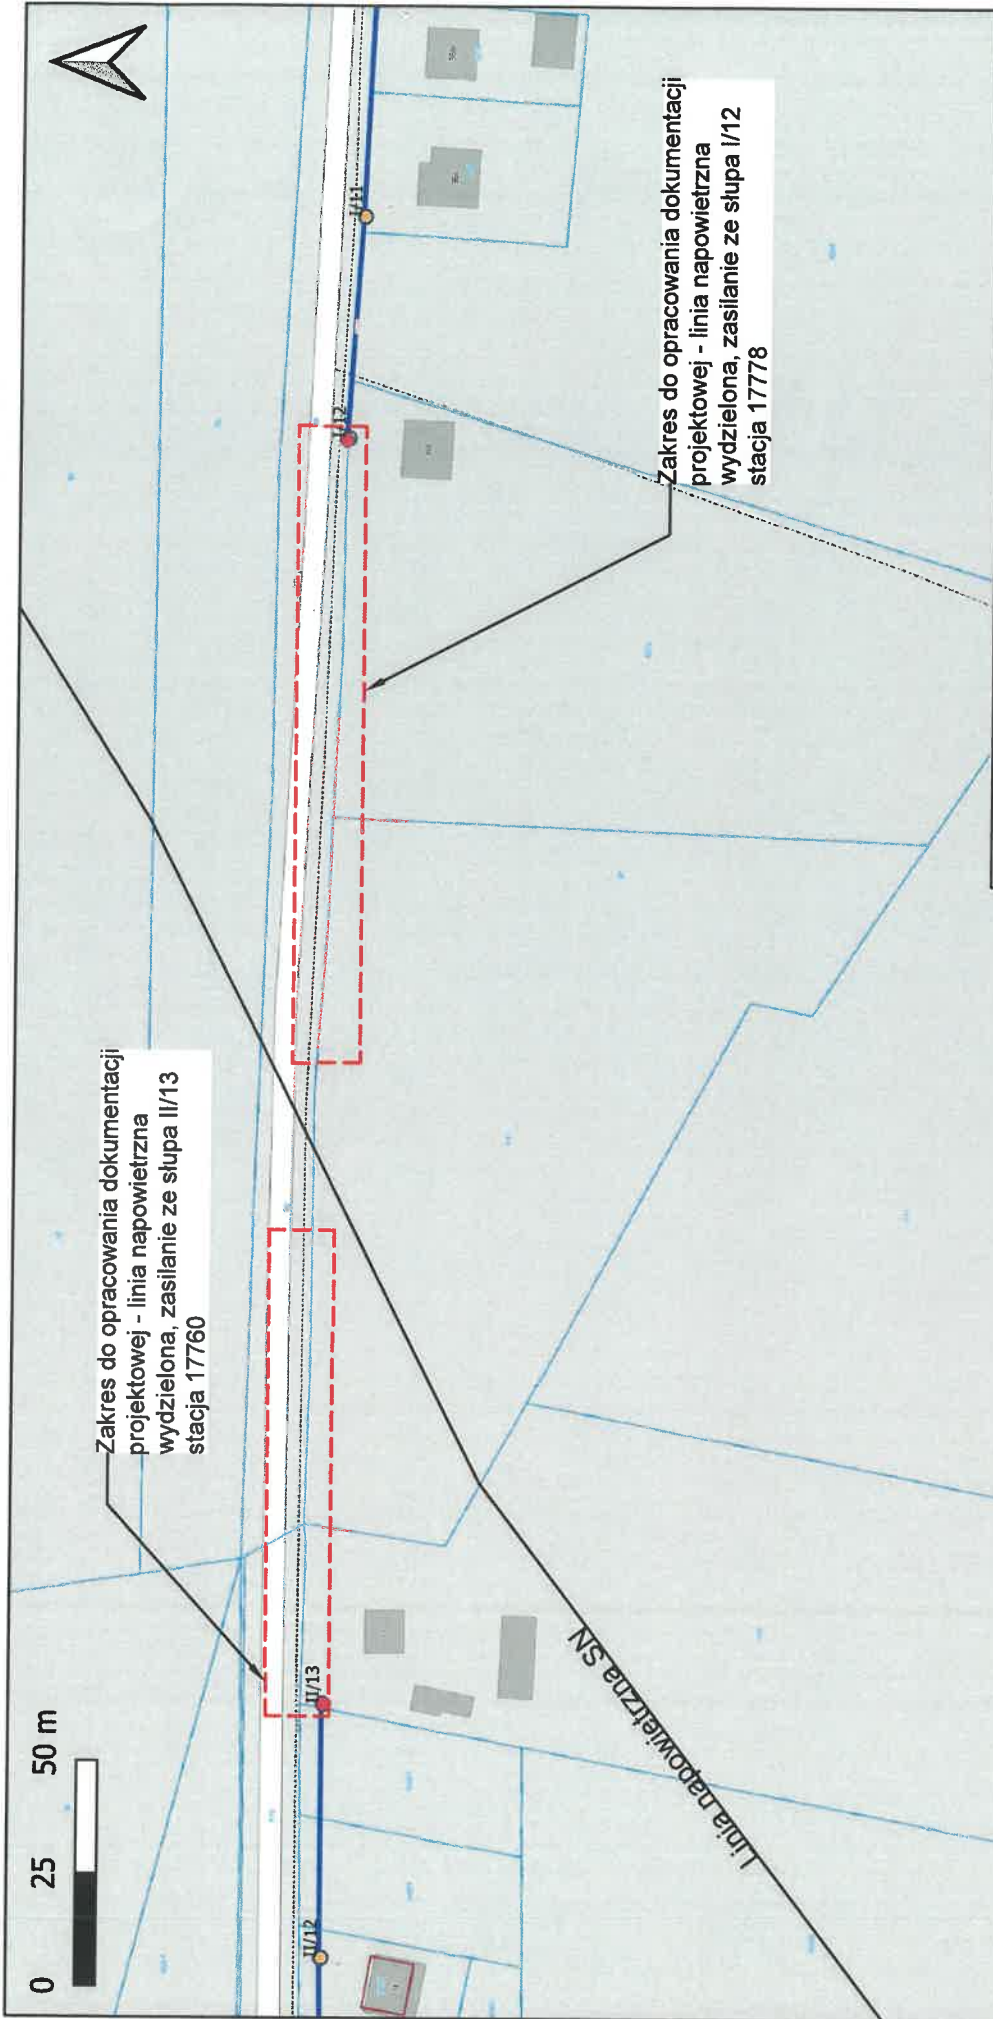 0 25 50 m
Zakres do opracowania dokumentacji
projektowej - linia napowietrzna
wydzielona, zasilanie ze słupa II/13
stacja 17760
Zakres do opracowania dokumentacji
projektowej - linia napowietrzna
wydzielona, zasilanie ze słupa I/12
stacja 17778
II/12
II/13
I/12
I/11
Linia napowietrzna SN